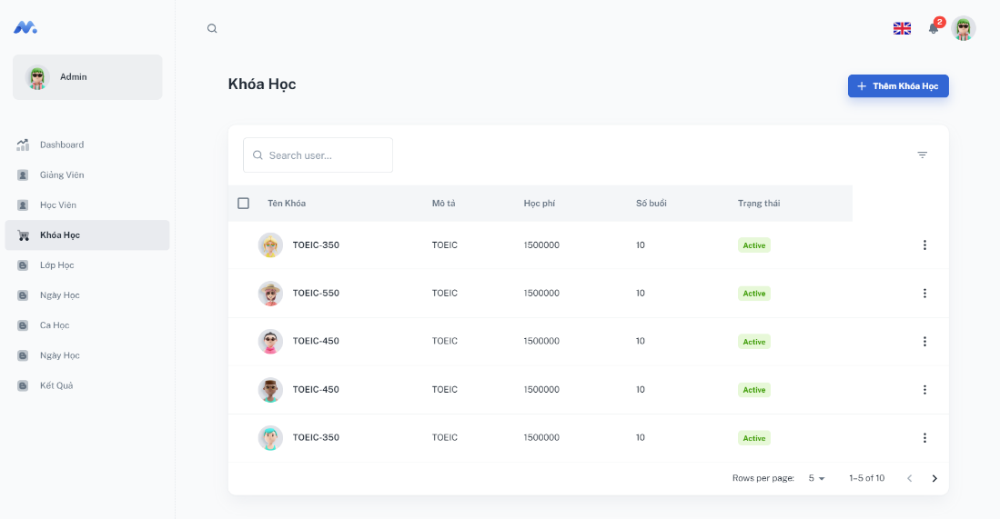 2
Admin
Khóa Học
Thêm Khóa Học
Dashboard
Giảng Viên
Học Viên
Khóa Học
Lớp Học
Ngày Học
Ca Học
Ngày Học
Kết Quả
Search user...
Tên Khóa Mô tả Học phí Số buổi Trạng thái
TOEIC-350 TOEIC 1500000 10 Active
TOEIC-550 TOEIC 1500000 10 Active
TOEIC-450 TOEIC 1500000 10 Active
TOEIC-450 TOEIC 1500000 10 Active
TOEIC-350 TOEIC 1500000 10 Active
Rows per page: 5 1–5 of 10